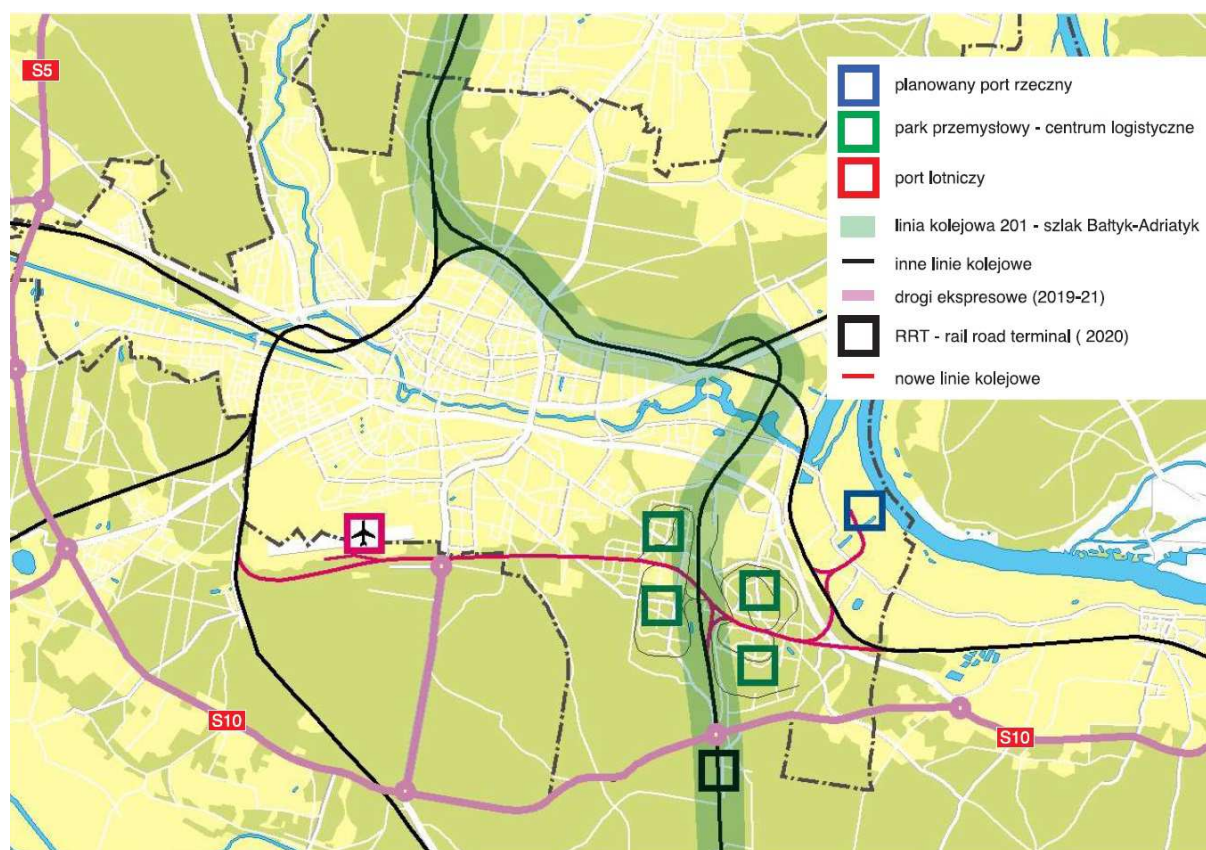 S5
planowany port rzeczny
park przemysłowy - centrum logistyczne
port lotniczy
linia kolejowa 201 - szlak Bałtyk-Adriatyk
inne linie kolejowe
drogi ekspresowe (2019-21)
RRT - rail road terminal ( 2020)
nowe linie kolejowe
S10
S10